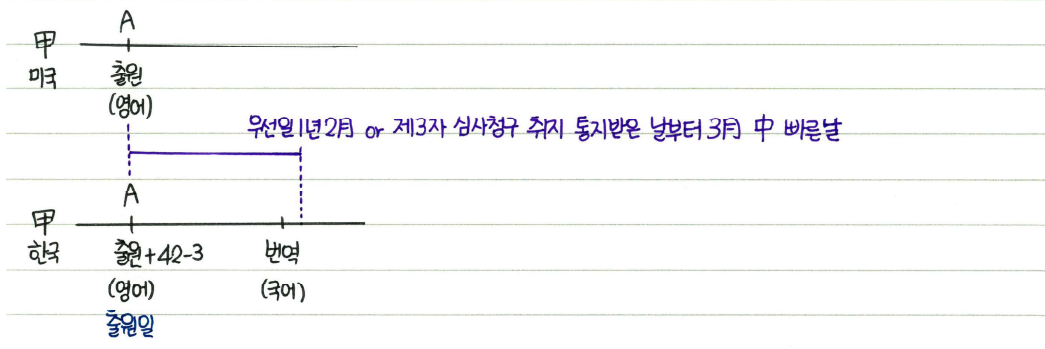 A
甲
미국
출원
(영어)
우선일1년2月 or 제3자 심사청구 취지 통지받은 날부터 3月 中 빠른날
A
甲
한국
출원+42-3
번역
(영어)
(국어)
출원일